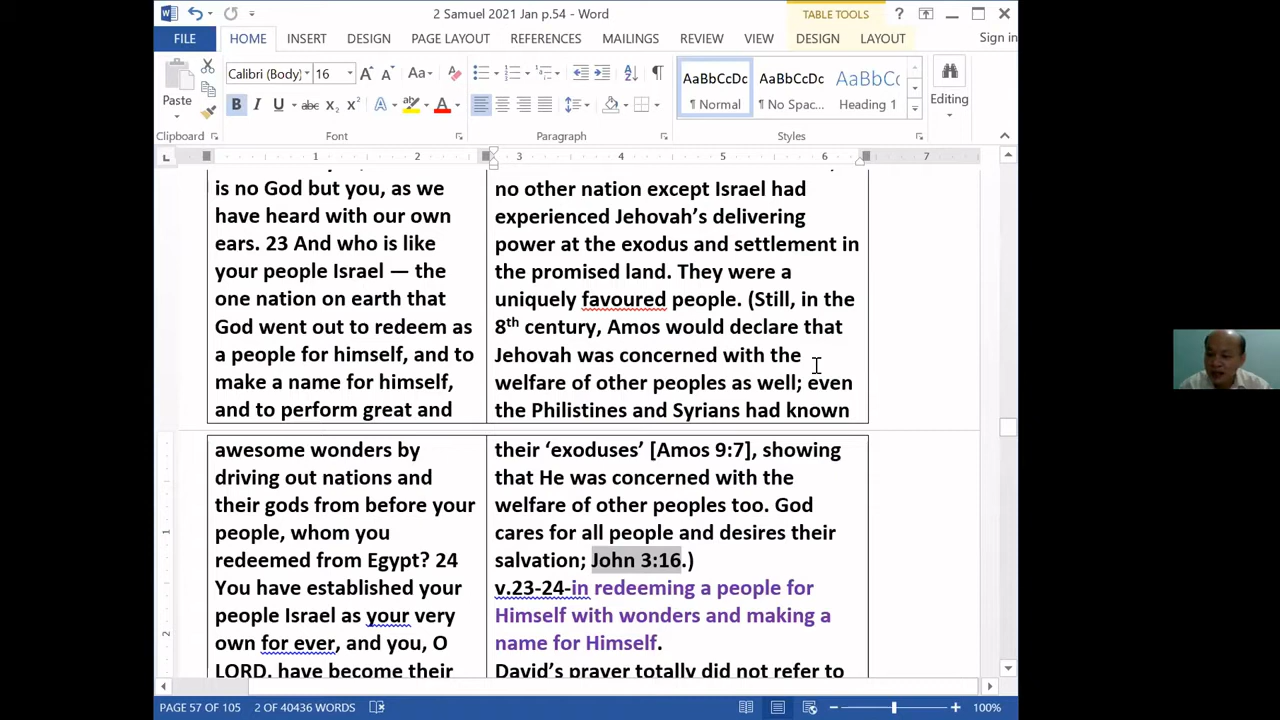 2 Samuel 2021 Jan p.54 - Word
TABLE TOOLS
FILE HOME INSERT DESIGN PAGE LAYOUT REFERENCES MAILINGS REVIEW VIEW DESIGN LAYOUT Sign in
Calibri (Body) 16
Paste
AaBbCcDc AaBbCcDc AaBbCc
¶ Normal ¶ No Spac... Heading 1
Editing
Clipboard Font Paragraph Styles
1 2 3 4 5 6 7
is no God but you, as we
have heard with our own
ears. 23 And who is like
your people Israel — the
one nation on earth that
God went out to redeem as
a people for himself, and to
make a name for himself,
and to perform great and
awesome wonders by
driving out nations and
their gods from before your
people, whom you
redeemed from Egypt? 24
You have established your
people Israel as your very
own for ever, and you, O
LORD, have become their
no other nation except Israel had
experienced Jehovah’s delivering
power at the exodus and settlement in
the promised land. They were a
uniquely favoured people. (Still, in the
8th century, Amos would declare that
Jehovah was concerned with the
welfare of other peoples as well; even
the Philistines and Syrians had known
their ‘exoduses’ [Amos 9:7], showing
that He was concerned with the
welfare of other peoples too. God
cares for all people and desires their
salvation; John 3:16.)
v.23-24-in redeeming a people for
Himself with wonders and making a
name for Himself.
David’s prayer totally did not refer to
PAGE 57 OF 105 2 OF 40436 WORDS 100%